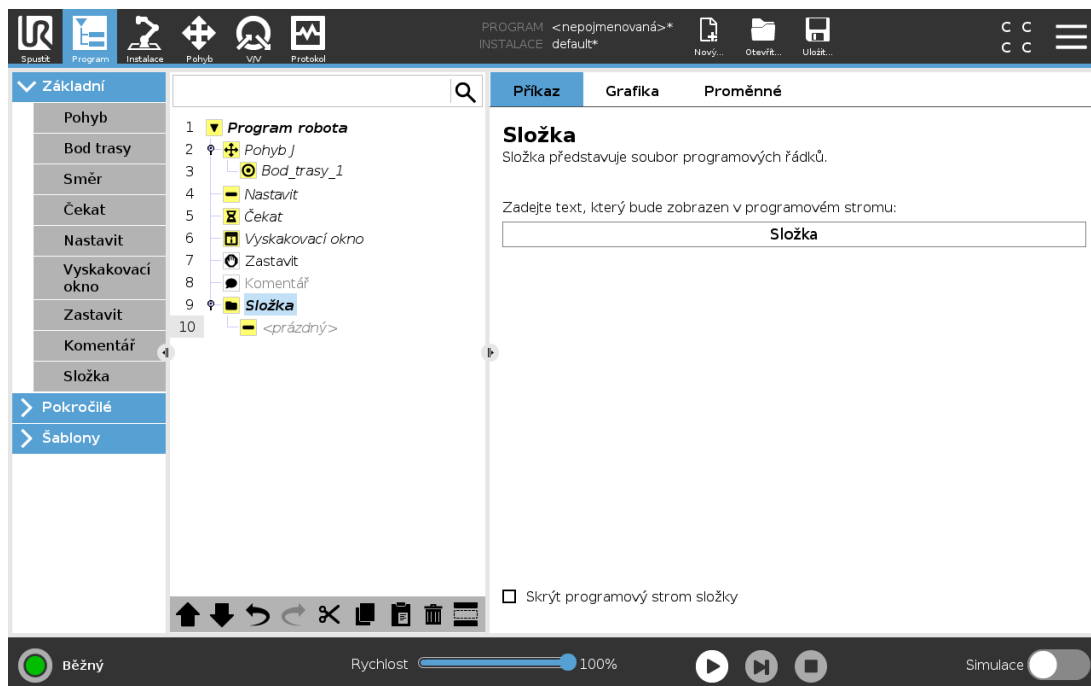 UR
Spustit
Program
Instalace
Pohyb
V/V
Protokol
PROGRAM <nepojmenovaná>*
INSTALACE default*
Nový...
Otevřít...
Uložit...
C C
C C
Základní
Pohyb
Bod trasy
Směr
Čekat
Nastavit
Vyskakovací
okno
Zastavit
Komentář
Složka
Pokročilé
Šablony
1 Program robota
2 Pohyb J
3 Bod_trasy_1
4 Nastavit
5 Čekat
6 Vyskakovací okno
7 Zastavit
8 Komentář
9 Složka
10 <prázdný>
Příkaz Grafika Proměnné
Složka
Složka představuje soubor programových řádků.
Zadejte text, který bude zobrazen v programovém stromu:
Složka
Skrýt programový strom složky
Běžný
Rychlost 100%
Simulace